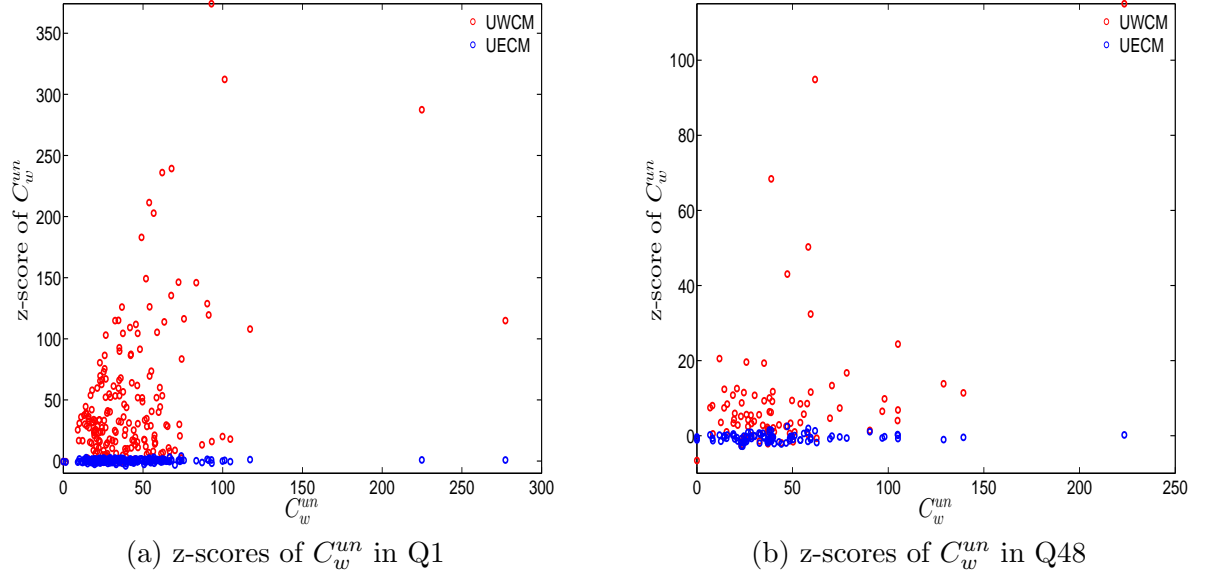 z-score of $C_w^{un}$
350
300
250
200
150
100
50
0
0 50 100 150 200 250 300
$C_w^{un}$
UWCM
UECM
(a) z-scores of $C_w^{un}$ in Q1
z-score of $C_w^{un}$
100
80
60
40
20
0
0 50 100 150 200 250
$C_w^{un}$
UWCM
UECM
(b) z-scores of $C_w^{un}$ in Q48